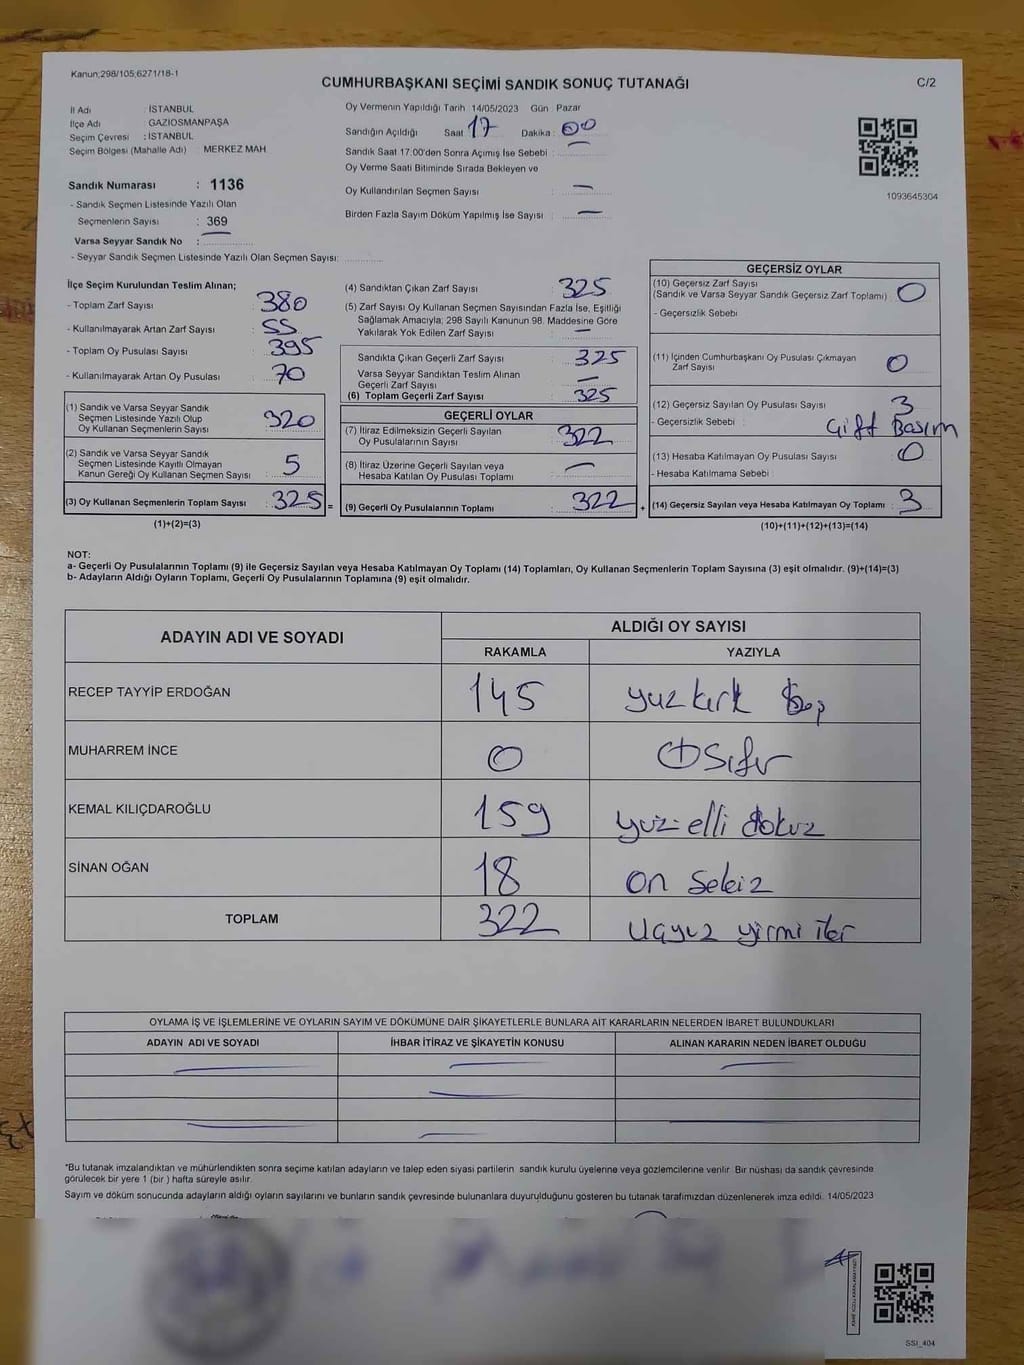 Kanun;298/105;6271/18-1
CUMHURBAŞKANI SEÇİMİ SANDIK SONUÇ TUTANAĞI
C/2
İl Adı : İSTANBUL
İlçe Adı : GAZİOSMANPAŞA
Seçim Çevresi : İSTANBUL
Seçim Bölgesi (Mahalle Adı) : MERKEZ MAH
Sandık Numarası : 1136
- Sandık Seçmen Listesinde Yazılı Olan
Seçmenlerin Sayısı : 369
Varsa Seyyar Sandık No :
- Seyyar Sandık Seçmen Listesinde Yazılı Olan Seçmen Sayısı:
Oy Vermenin Yapıldığı Tarih 14/05/2023 Gün Pazar
Sandığın Açıldığı Saat 17 Dakika : 00
Sandık Saat 17:00'den Sonra Açımış İse Sebebi :
Oy Verme Saati Bitiminde Sırada Bekleyen ve
Oy Kullandırılan Seçmen Sayısı : —
Birden Fazla Sayım Döküm Yapılmış İse Sayısı : —
1093645304
İlçe Seçim Kurulundan Teslim Alınan;
- Toplam Zarf Sayısı : 380
- Kullanılmayarak Artan Zarf Sayısı : 55
- Toplam Oy Pusulası Sayısı : 395
- Kullanılmayarak Artan Oy Pusulası : 70
(1) Sandık ve Varsa Seyyar Sandık
Seçmen Listesinde Yazılı Olup
Oy Kullanan Seçmenlerin Sayısı : 320
(2) Sandık ve Varsa Seyyar Sandık
Seçmen Listesinde Kayıtlı Olmayan
Kanun Gereği Oy Kullanan Seçmen Sayısı : 5
(3) Oy Kullanan Seçmenlerin Toplam Sayısı : 325 =
(1)+(2)=(3)
(4) Sandıktan Çıkan Zarf Sayısı : 325
(5) Zarf Sayısı Oy Kullanan Seçmen Sayısından Fazla İse, Eşitliği
Sağlamak Amacıyla; 298 Sayılı Kanunun 98. Maddesine Göre
Yakılarak Yok Edilen Zarf Sayısı : —
Sandıkta Çıkan Geçerli Zarf Sayısı : 325
Varsa Seyyar Sandıktan Teslim Alınan
Geçerli Zarf Sayısı : —
(6) Toplam Geçerli Zarf Sayısı : 325
GEÇERLİ OYLAR
(7) İtiraz Edilmeksizin Geçerli Sayılan
Oy Pusulalarının Sayısı : 322
(8) İtiraz Üzerine Geçerli Sayılan veya
Hesaba Katılan Oy Pusulası Toplamı : —
(9) Geçerli Oy Pusulalarının Toplamı : 322 +
GEÇERSİZ OYLAR
(10) Geçersiz Zarf Sayısı
(Sandık ve Varsa Seyyar Sandık Geçersiz Zarf Toplamı) : 0
- Geçersizlik Sebebi
(11) İçinden Cumhurbaşkanı Oy Pusulası Çıkmayan
Zarf Sayısı : 0
(12) Geçersiz Sayılan Oy Pusulası Sayısı : 3
- Geçersizlik Sebebi : Çift Basım
(13) Hesaba Katılmayan Oy Pusulası Sayısı : 0
- Hesaba Katılmama Sebebi :
(14) Geçersiz Sayılan veya Hesaba Katılmayan Oy Toplamı : 3
(10)+(11)+(12)+(13)=(14)
NOT:
a- Geçerli Oy Pusulalarının Toplamı (9) ile Geçersiz Sayılan veya Hesaba Katılmayan Oy Toplamı (14) Toplamları, Oy Kullanan Seçmenlerin Toplam Sayısına (3) eşit olmalıdır. (9)+(14)=(3)
b- Adayların Aldığı Oyların Toplamı, Geçerli Oy Pusulalarının Toplamına (9) eşit olmalıdır.
ADAYIN ADI VE SOYADI
ALDIĞI OY SAYISI
RAKAMLA YAZIYLA
RECEP TAYYİP ERDOĞAN 145 yuz kırk
MUHARREM İNCE 0 Sıfır
KEMAL KILIÇDAROĞLU 159 yuz elli dokuz
SİNAN OĞAN 18 on sekiz
TOPLAM 322 uçyuz yirmi iki
OYLAMA İŞ VE İŞLEMLERİNE VE OYLARIN SAYIM VE DÖKÜMÜNE DAİR ŞİKAYETLERLE BUNLARA AİT KARARLARIN NELERDEN İBARET BULUNDUKLARI
ADAYIN ADI VE SOYADI İHBAR İTİRAZ VE ŞİKAYETİN KONUSU ALINAN KARARIN NEDEN İBARET OLDUĞU
*Bu tutanak imzalandıktan ve mühürlendikten sonra seçime katılan adayların ve talep eden siyasi partilerin sandık kurulu üyelerine veya gözlemcilerine verilir. Bir nüshası da sandık çevresinde
görülecek bir yere 1 (bir ) hafta süreyle asılır.
Sayım ve döküm sonucunda adayların aldığı oyların sayılarını ve bunların sandık çevresinde bulunanlara duyurulduğunu gösteren bu tutanak tarafımızdan düzenlenerek imza edildi. 14/05/2023
SSİ_404